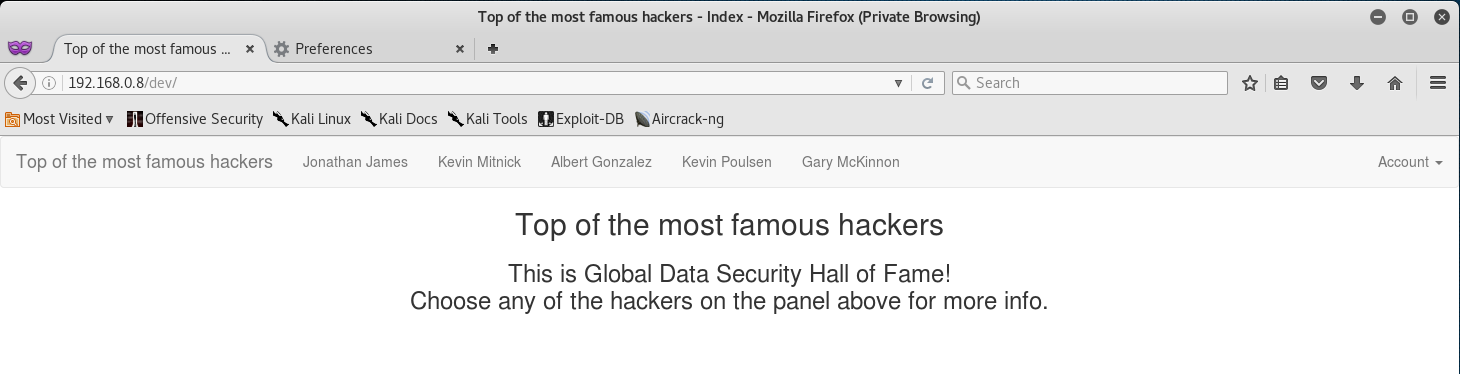 Top of the most famous hackers - Index - Mozilla Firefox (Private Browsing)
Top of the most famous ... Preferences
192.168.0.8/dev/ Search
Most Visited Offensive Security Kali Linux Kali Docs Kali Tools Exploit-DB Aircrack-ng
Top of the most famous hackers Jonathan James Kevin Mitnick Albert Gonzalez Kevin Poulsen Gary McKinnon Account
Top of the most famous hackers
This is Global Data Security Hall of Fame!
Choose any of the hackers on the panel above for more info.